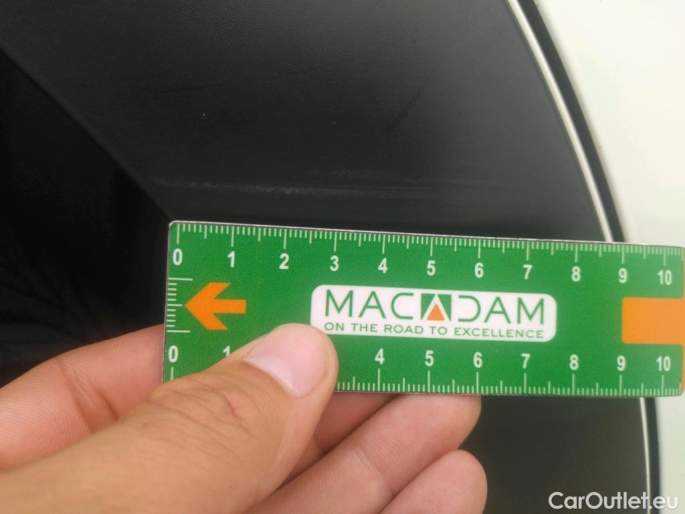 0 1 2 3 4 5 6 7 8 9 10
MACADAM
ON THE ROAD TO EXCELLENCE
0 1 4 5 6 7 8 9 10
CarOutlet.eu